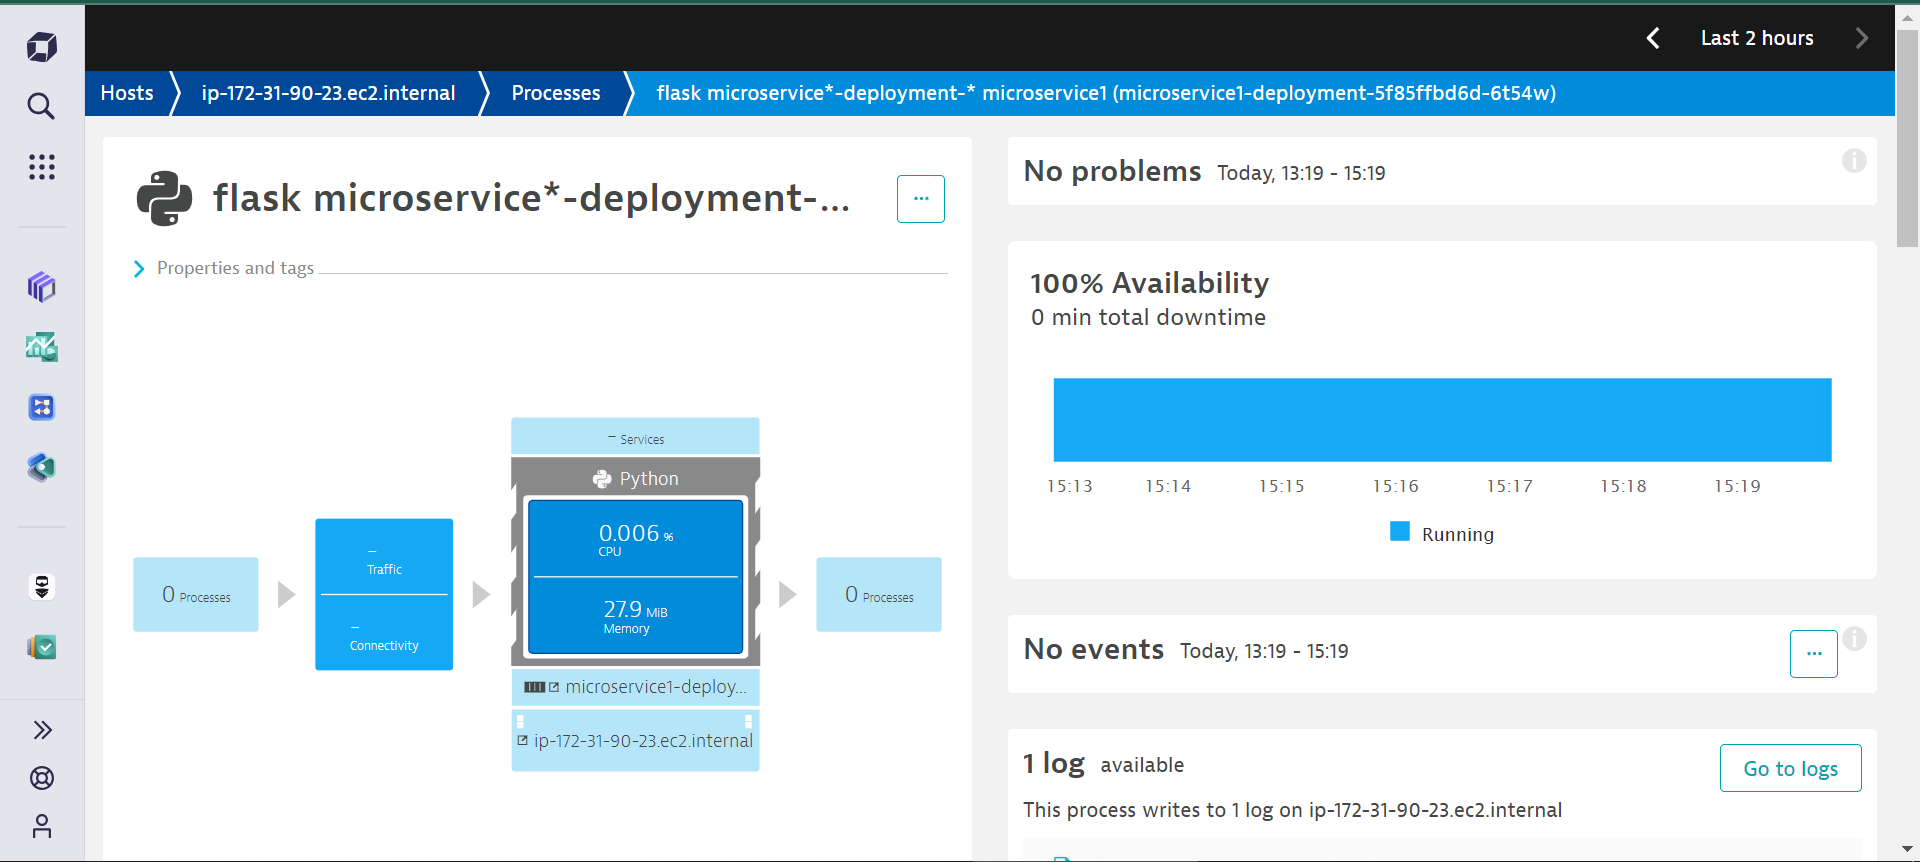 Last 2 hours
Hosts
ip-172-31-90-23.ec2.internal
Processes
flask microservice*-deployment-* microservice1 (microservice1-deployment-5f85ffbd6d-6t54w)
flask microservice*-deployment-...
...
Properties and tags
– Services
Python
0.006 %
CPU
27.9 MiB
Memory
0 Processes
–
Traffic
–
Connectivity
0 Processes
microservice1-deploy...
ip-172-31-90-23.ec2.internal
No problems Today, 13:19 - 15:19
100% Availability
0 min total downtime
15:13 15:14 15:15 15:16 15:17 15:18 15:19
Running
No events Today, 13:19 - 15:19
...
1 log available
Go to logs
This process writes to 1 log on ip-172-31-90-23.ec2.internal